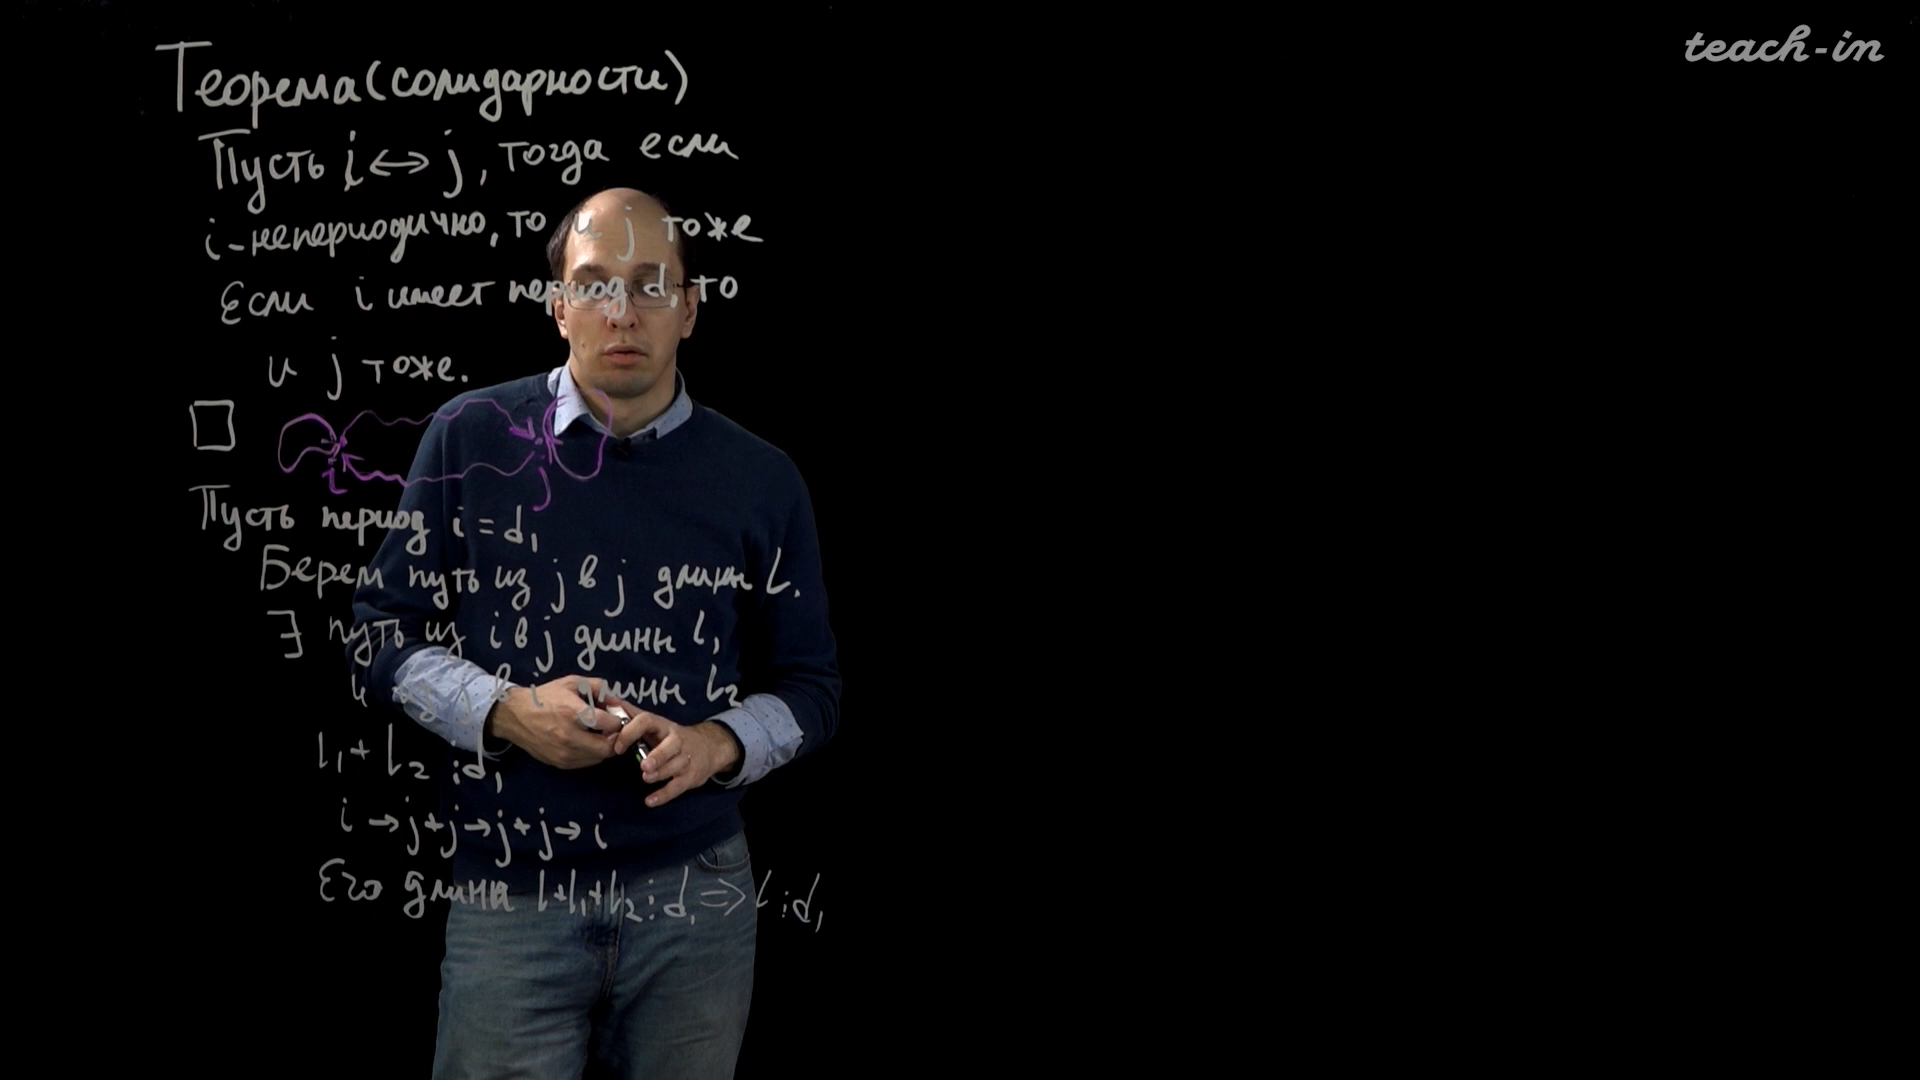 teach-in
Теорема (солидарности)
Пусть i ↔ j, тогда если
i - непериодично, то и j тоже
Если i имеет период d, то
и j тоже.
□
i j
Пусть период i = d₁
Берем путь из j в j длины L.
∃ путь из i в j длины l₁
и из j в i длины l₂
l₁ + l₂ ⋮ d₁
i → j + j → j + j → i
Его длина l+l₁+l₂ ⋮ d₁ ⇒ l ⋮ d₁